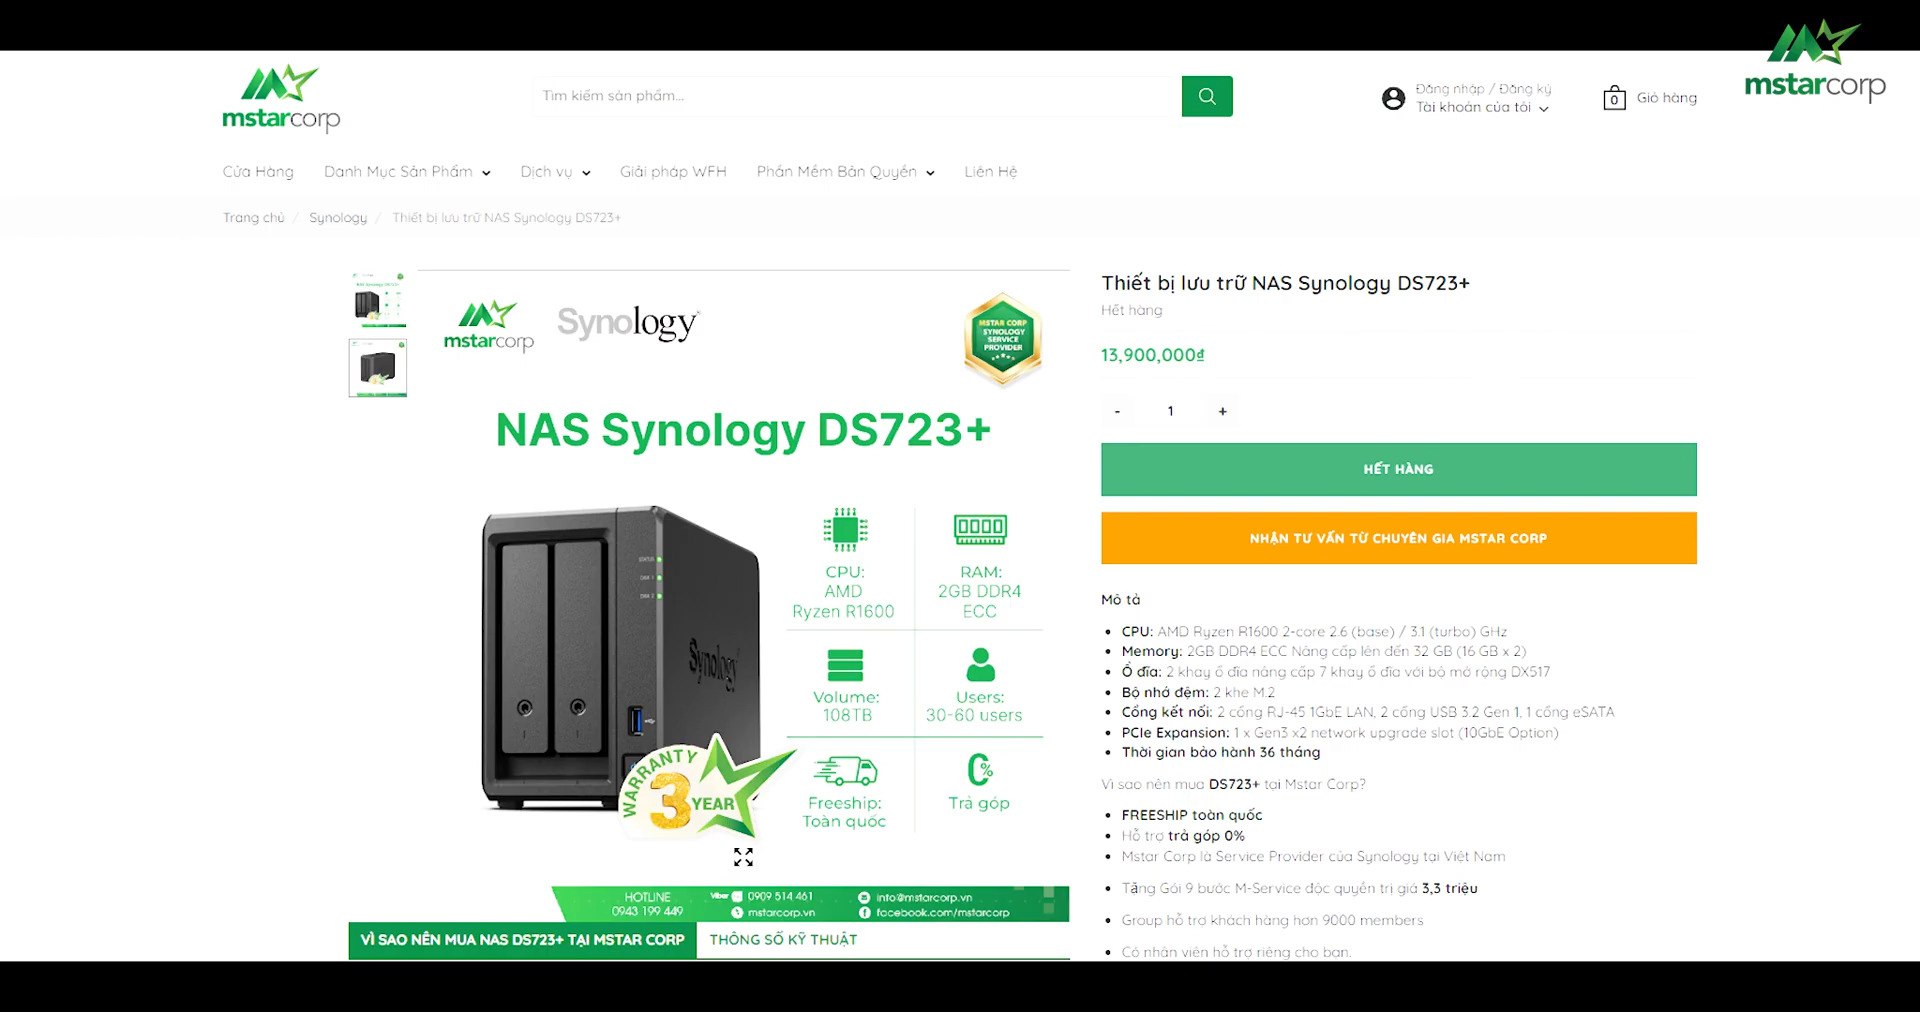 mstarcorp
mstarcorp
Tìm kiếm sản phẩm...
Đăng nhập / Đăng ký
Tài khoản của tôi
0
Giỏ hàng
Cửa Hàng
Danh Mục Sản Phẩm
Dịch vụ
Giải pháp WFH
Phần Mềm Bản Quyền
Liên Hệ
Trang chủ / Synology / Thiết bị lưu trữ NAS Synology DS723+
mstarcorp
Synology
MSTAR CORP
SYNOLOGY
SERVICE
PROVIDER
NAS Synology DS723+
STATUS
Synology
CPU:
AMD
Ryzen R1600
RAM:
2GB DDR4
ECC
Volume:
108TB
Users:
30-60 users
WARRANTY
3 YEAR
Freeship:
Toàn quốc
0%
Trả góp
HOTLINE
0943 199 449
Viber
0909 514 461
mstarcorp.vn
info@mstarcorp.vn
facebook.com/mstarcorp
VÌ SAO NÊN MUA NAS DS723+ TẠI MSTAR CORP
THÔNG SỐ KỸ THUẬT
Thiết bị lưu trữ NAS Synology DS723+
Hết hàng
13,900,000₫
- 1 +
HẾT HÀNG
NHẬN TƯ VẤN TỪ CHUYÊN GIA MSTAR CORP
Mô tả
CPU: AMD Ryzen R1600 2-core 2.6 (base) / 3.1 (turbo) GHz
Memory: 2GB DDR4 ECC Nâng cấp lên đến 32 GB (16 GB x 2)
Ổ đĩa: 2 khay ổ đĩa nâng cấp 7 khay ổ đĩa với bộ mở rộng DX517
Bộ nhớ đệm: 2 khe M.2
Cổng kết nối: 2 cổng RJ-45 1GbE LAN, 2 cổng USB 3.2 Gen 1, 1 cổng eSATA
PCIe Expansion: 1 x Gen3 x2 network upgrade slot (10GbE Option)
Thời gian bảo hành 36 tháng
Vì sao nên mua DS723+ tại Mstar Corp?
FREESHIP toàn quốc
Hỗ trợ trả góp 0%
Mstar Corp là Service Provider của Synology tại Việt Nam
Tặng Gói 9 bước M-Service độc quyền trị giá 3,3 triệu
Group hỗ trợ khách hàng hơn 9000 members
Có nhân viên hỗ trợ riêng cho bạn.